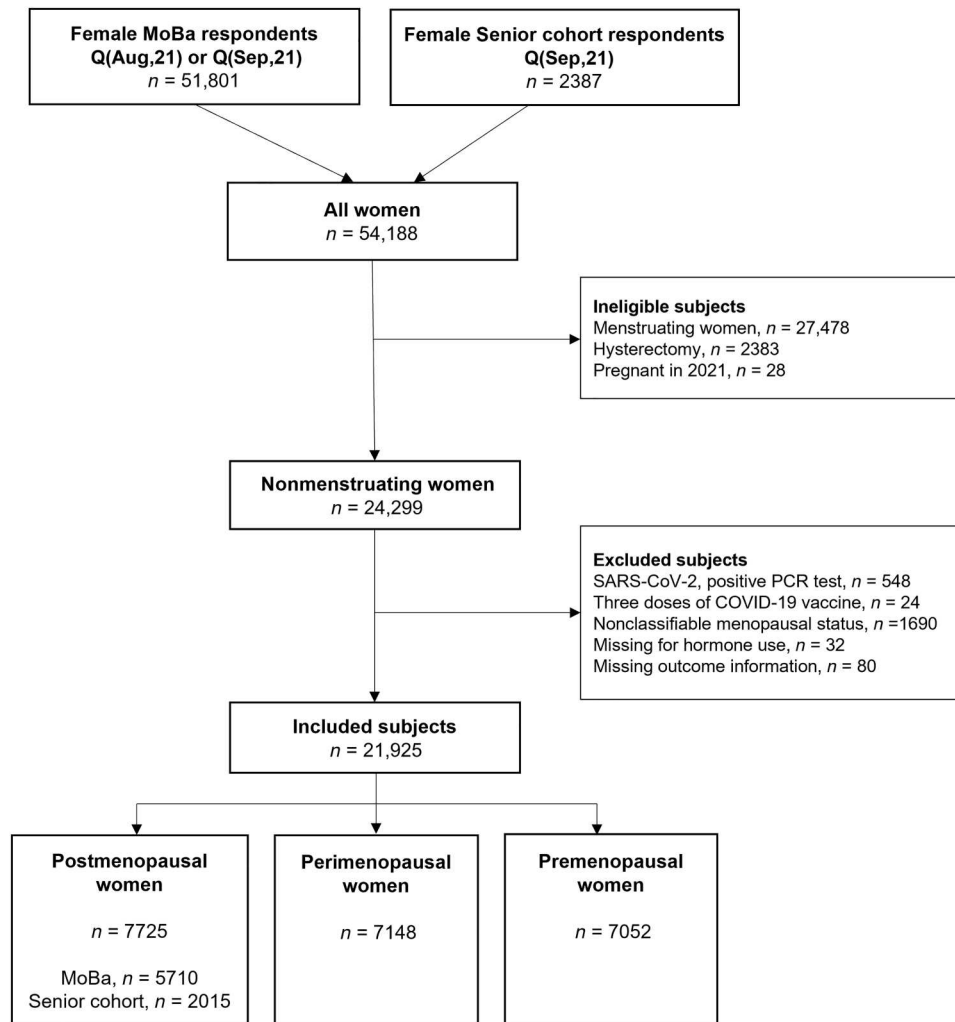 Female MoBa respondents
Q(Aug,21) or Q(Sep,21)
n = 51,801
Female Senior cohort respondents
Q(Sep,21)
n = 2387
All women
n = 54,188
Ineligible subjects
Menstruating women, n = 27,478
Hysterectomy, n = 2383
Pregnant in 2021, n = 28
Nonmenstruating women
n = 24,299
Excluded subjects
SARS-CoV-2, positive PCR test, n = 548
Three doses of COVID-19 vaccine, n = 24
Nonclassifiable menopausal status, n =1690
Missing for hormone use, n = 32
Missing outcome information, n = 80
Included subjects
n = 21,925
Postmenopausal
women
n = 7725
MoBa, n = 5710
Senior cohort, n = 2015
Perimenopausal
women
n = 7148
Premenopausal
women
n = 7052